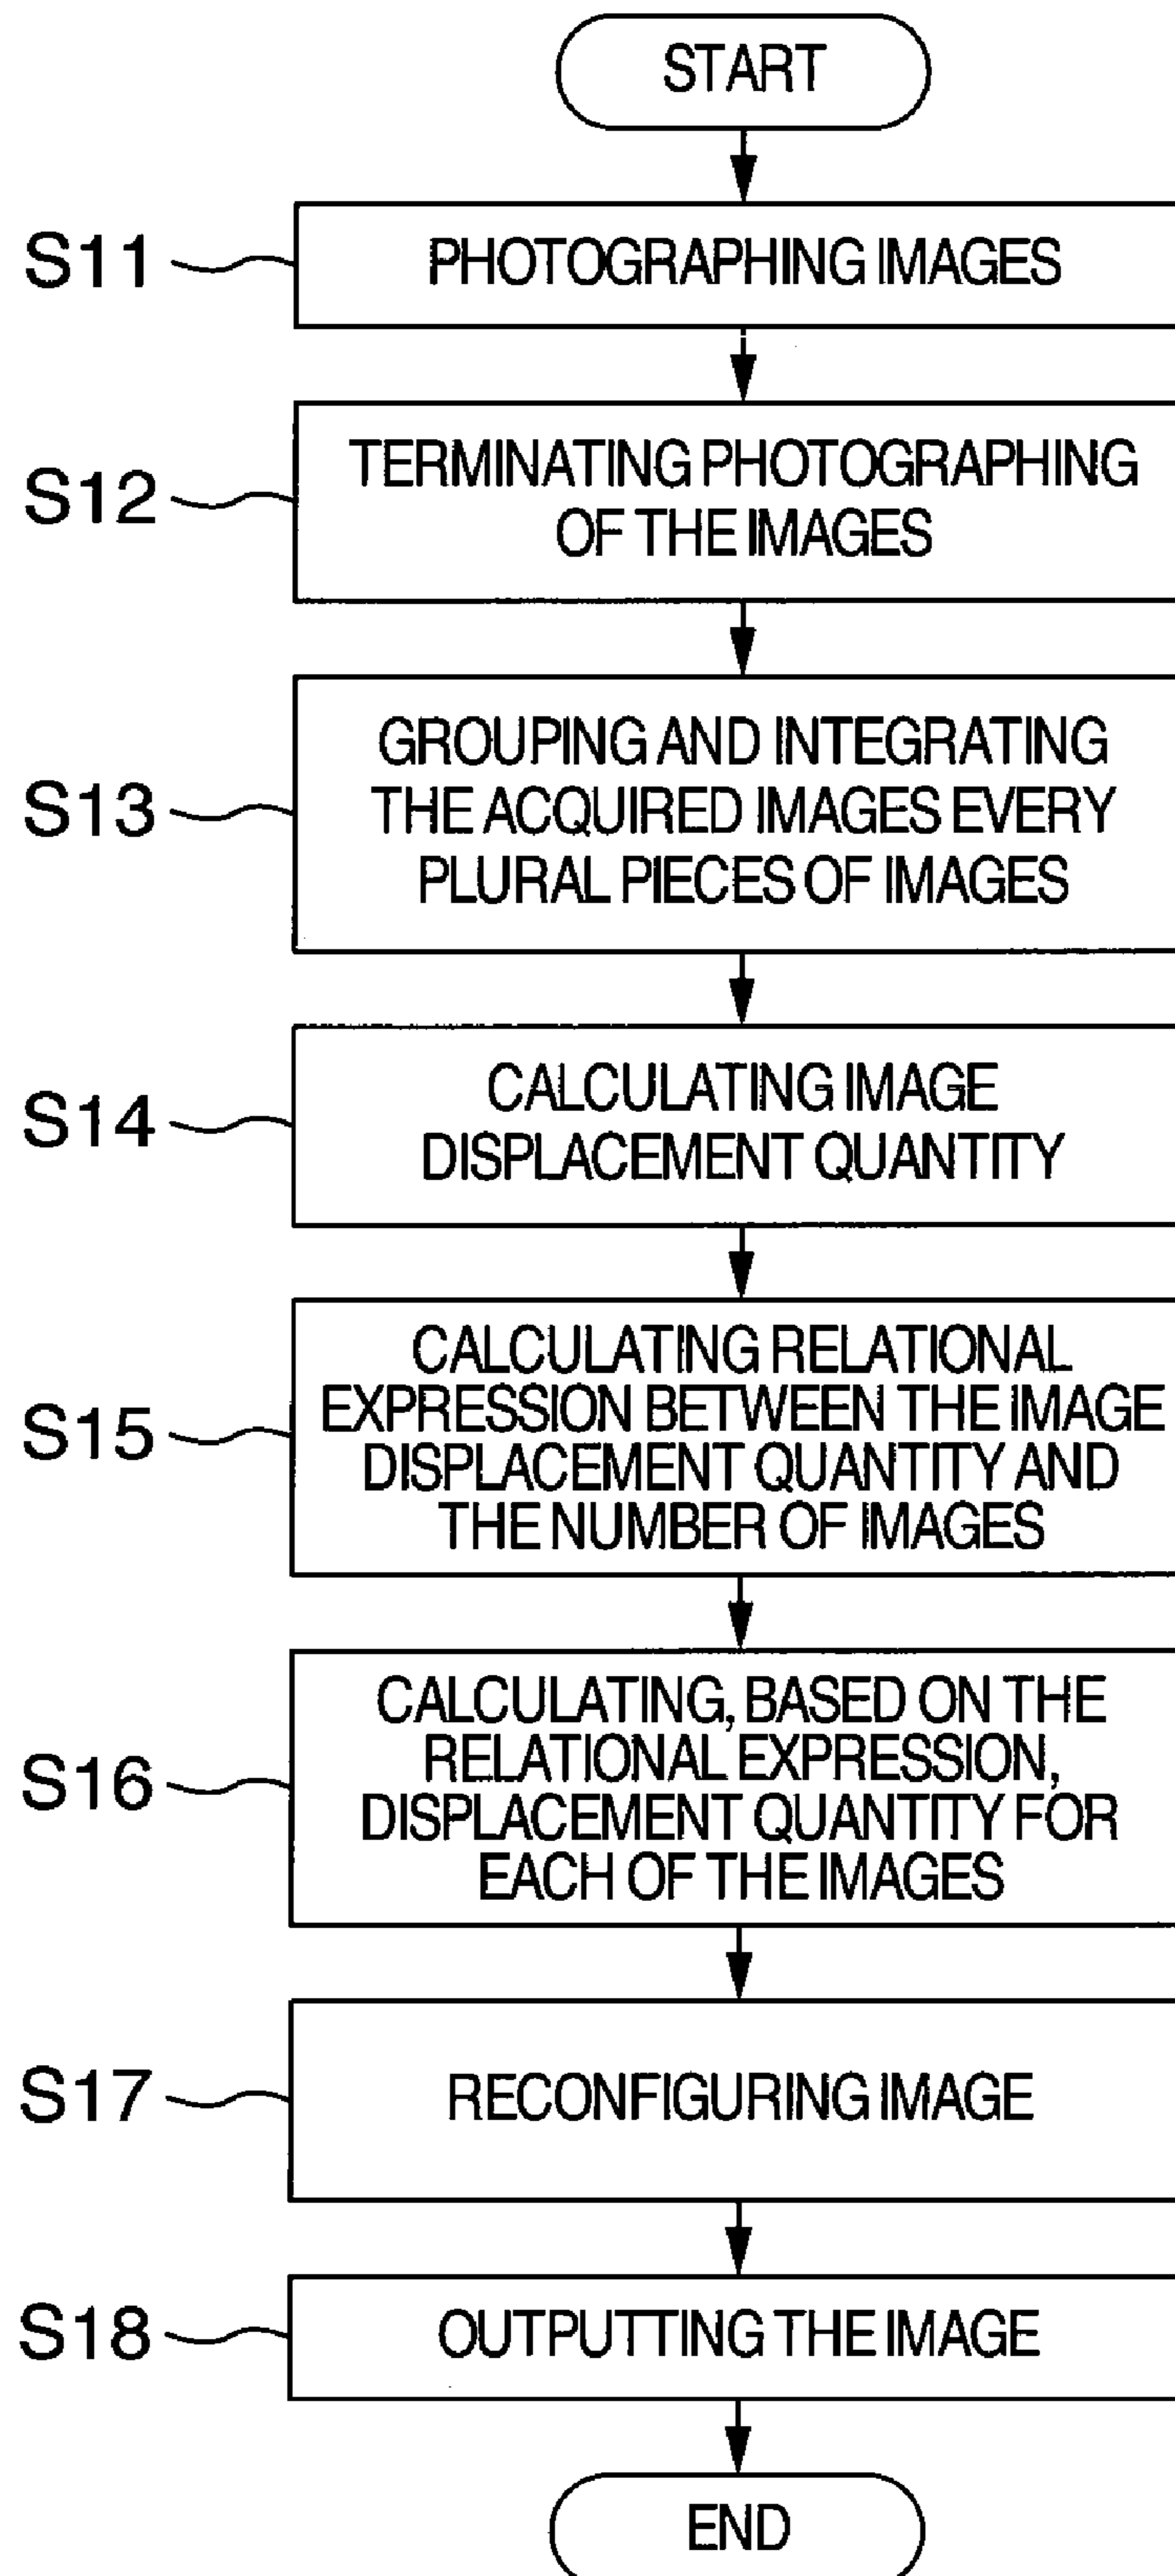 START
S11
PHOTOGRAPHING IMAGES
S12
TERMINATING PHOTOGRAPHING
OF THE IMAGES
S13
GROUPING AND INTEGRATING
THE ACQUIRED IMAGES EVERY
PLURAL PIECES OF IMAGES
S14
CALCULATING IMAGE
DISPLACEMENT QUANTITY
S15
CALCULATING RELATIONAL
EXPRESSION BETWEEN THE IMAGE
DISPLACEMENT QUANTITY AND
THE NUMBER OF IMAGES
S16
CALCULATING, BASED ON THE
RELATIONAL EXPRESSION,
DISPLACEMENT QUANTITY FOR
EACH OF THE IMAGES
S17
RECONFIGURING IMAGE
S18
OUTPUTTING THE IMAGE
END